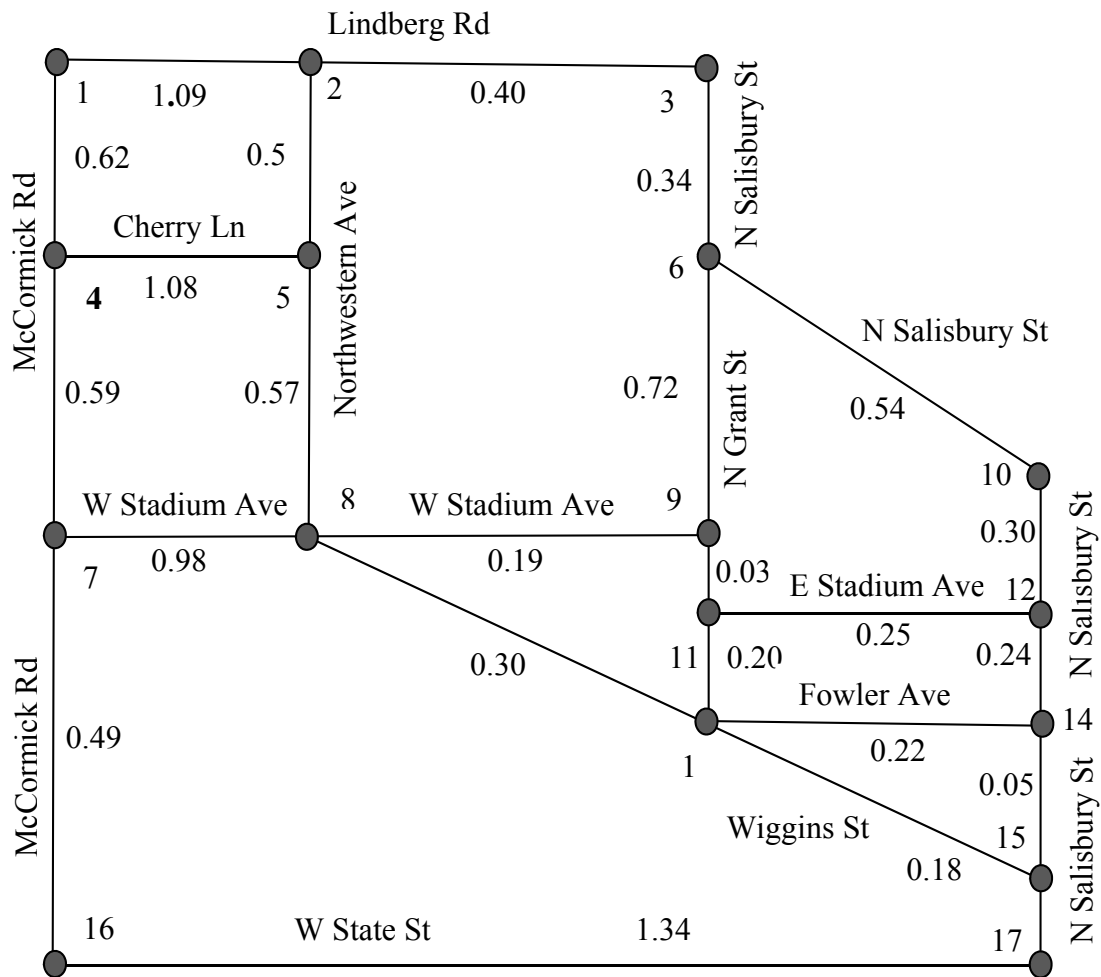 Lindberg Rd
1
1.09
2
0.40
3
N Salisbury St
0.62
0.5
0.34
McCormick Rd
Cherry Ln
Northwestern Ave
6
4
1.08
5
N Salisbury St
0.59
0.57
0.72
N Grant St
0.54
W Stadium Ave
8
W Stadium Ave
9
10
0.98
0.19
0.30
7
0.03
E Stadium Ave
12
N Salisbury St
0.30
11
0.20
0.25
0.24
McCormick Rd
Fowler Ave
14
0.49
1
0.22
0.05
Wiggins St
15
N Salisbury St
0.18
16
W State St
1.34
17